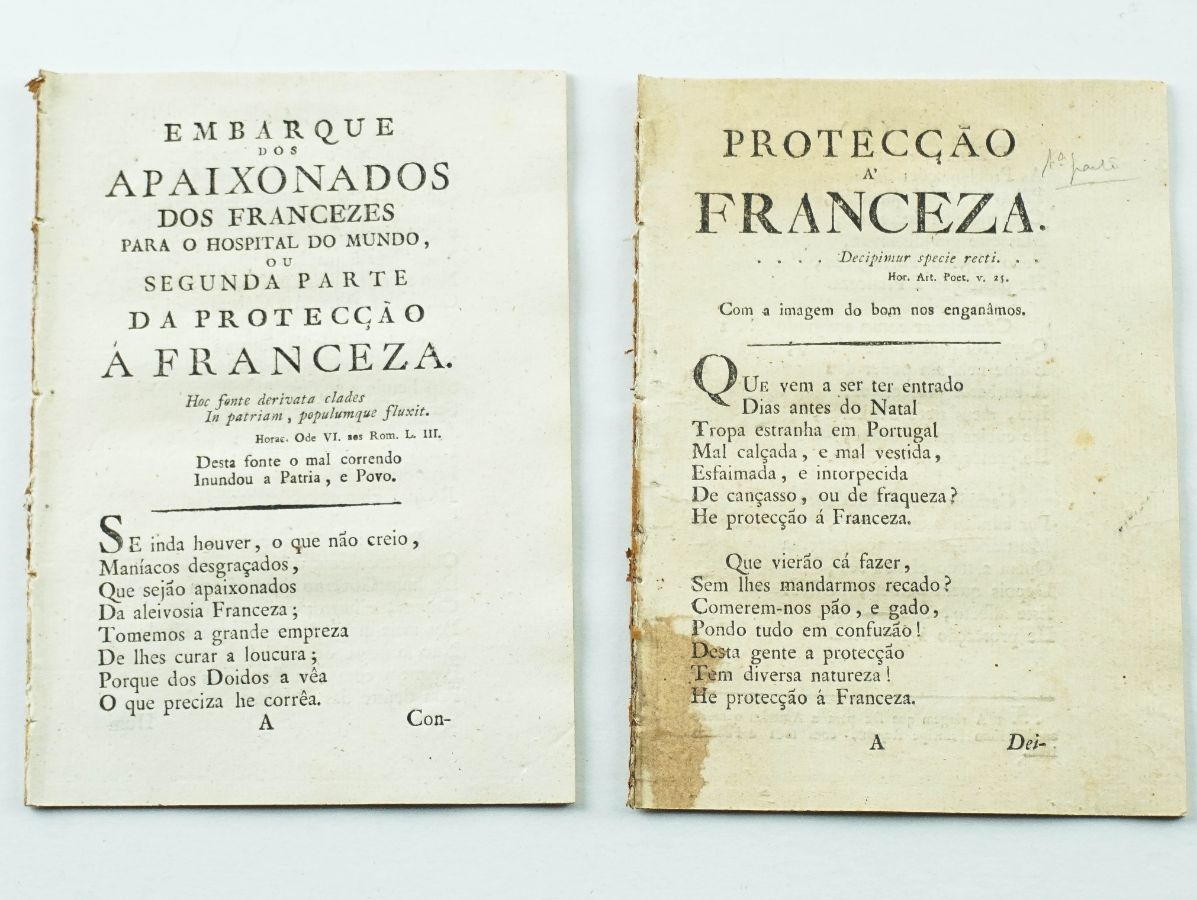 EMBARQUE
DOS
APAIXONADOS
DOS FRANCEZES
PARA O HOSPITAL DO MUNDO,
OU
SEGUNDA PARTE
DA PROTECÇÃO
Á FRANCEZA.
Hoc fonte derivata clades
In patriam, populumque fluxit.
Horac. Ode VI. aos Rom. L. III.
Desta fonte o mal correndo
Inundou a Patria, e Povo.
SE inda houver, o que não creio,
Maníacos desgraçados,
Que sejão apaixonados
Da aleivosia Franceza;
Tomemos a grande empreza
De lhes curar a loucura;
Porque dos Doidos a vêa
O que preciza he corrêa.
A Con-
PROTECÇÃO
A'
FRANCEZA.
1ª parte
. . . . Decipimur specie recti. . .
Hor. Art. Poet. v. 25.
Com a imagem do bom nos enganâmos.
QUE vem a ser ter entrado
Dias antes do Natal
Tropa estranha em Portugal
Mal calçada, e mal vestida,
Esfaimada, e intorpecida
De cançasso, ou de fraqueza?
He protecção á Franceza.
Que vierão cá fazer,
Sem lhes mandarmos recado?
Comerem-nos pão, e gado,
Pondo tudo em confuzão!
Desta gente a protecção
Tem diversa natureza!
He protecção á Franceza.
A Dei-